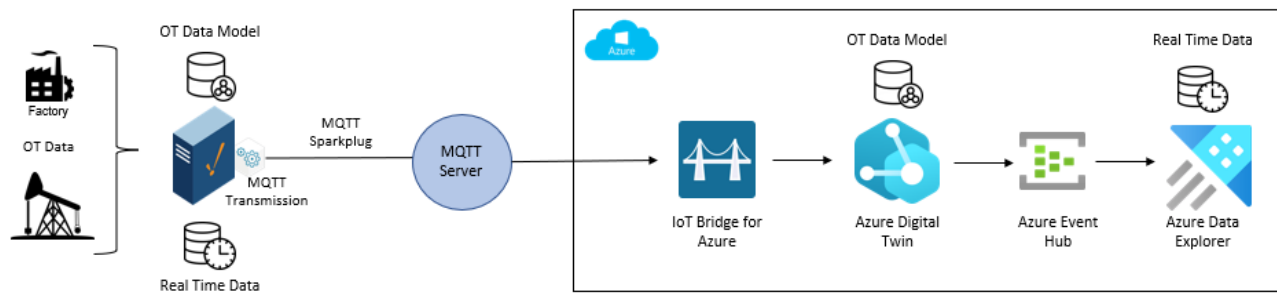 OT Data Model
Factory
OT Data
MQTT
Sparkplug
MQTT
Transmission
Real Time Data
MQTT
Server
Azure
IoT Bridge for
Azure
OT Data Model
Azure Digital
Twin
Azure Event
Hub
Real Time Data
Azure Data
Explorer